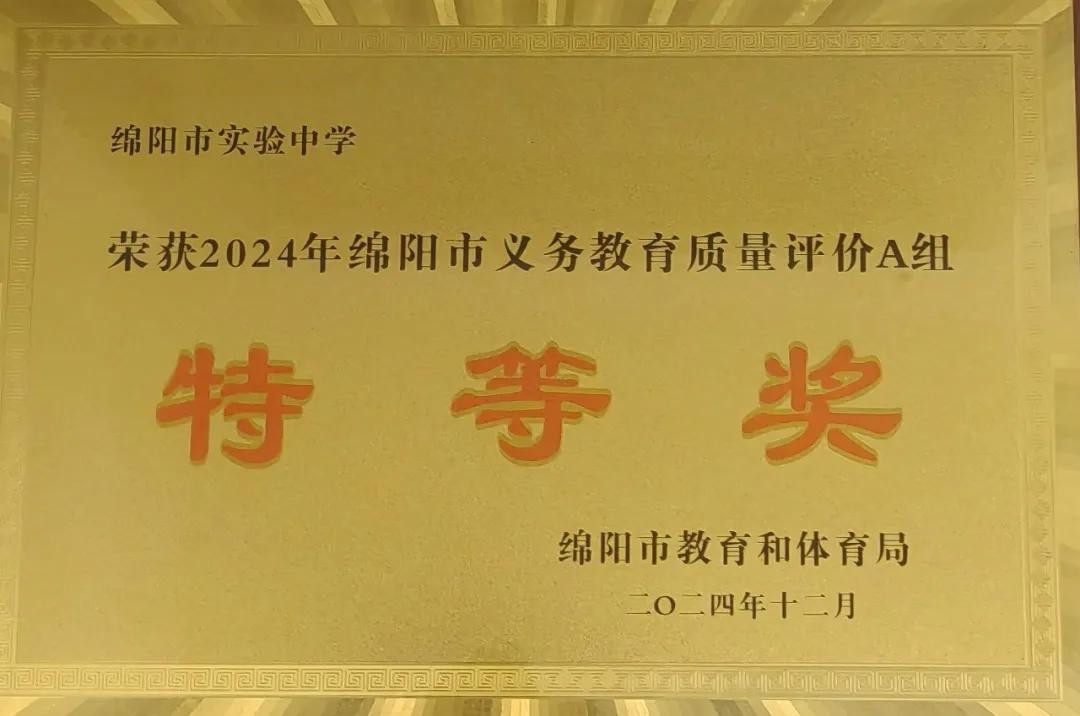 绵阳市实验中学
荣获2024年绵阳市义务教育质量评价A组
特等奖
绵阳市教育和体育局
二〇二四年十二月